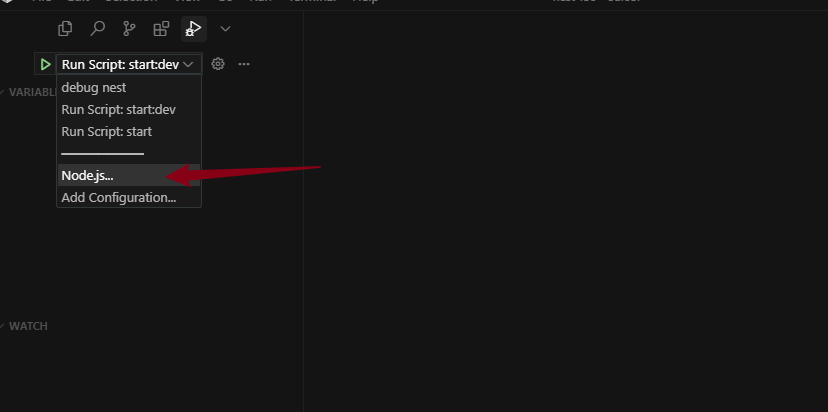 Run Script: start:dev
VARIABL
debug nest
Run Script: start:dev
Run Script: start
Node.js...
Add Configuration...
WATCH